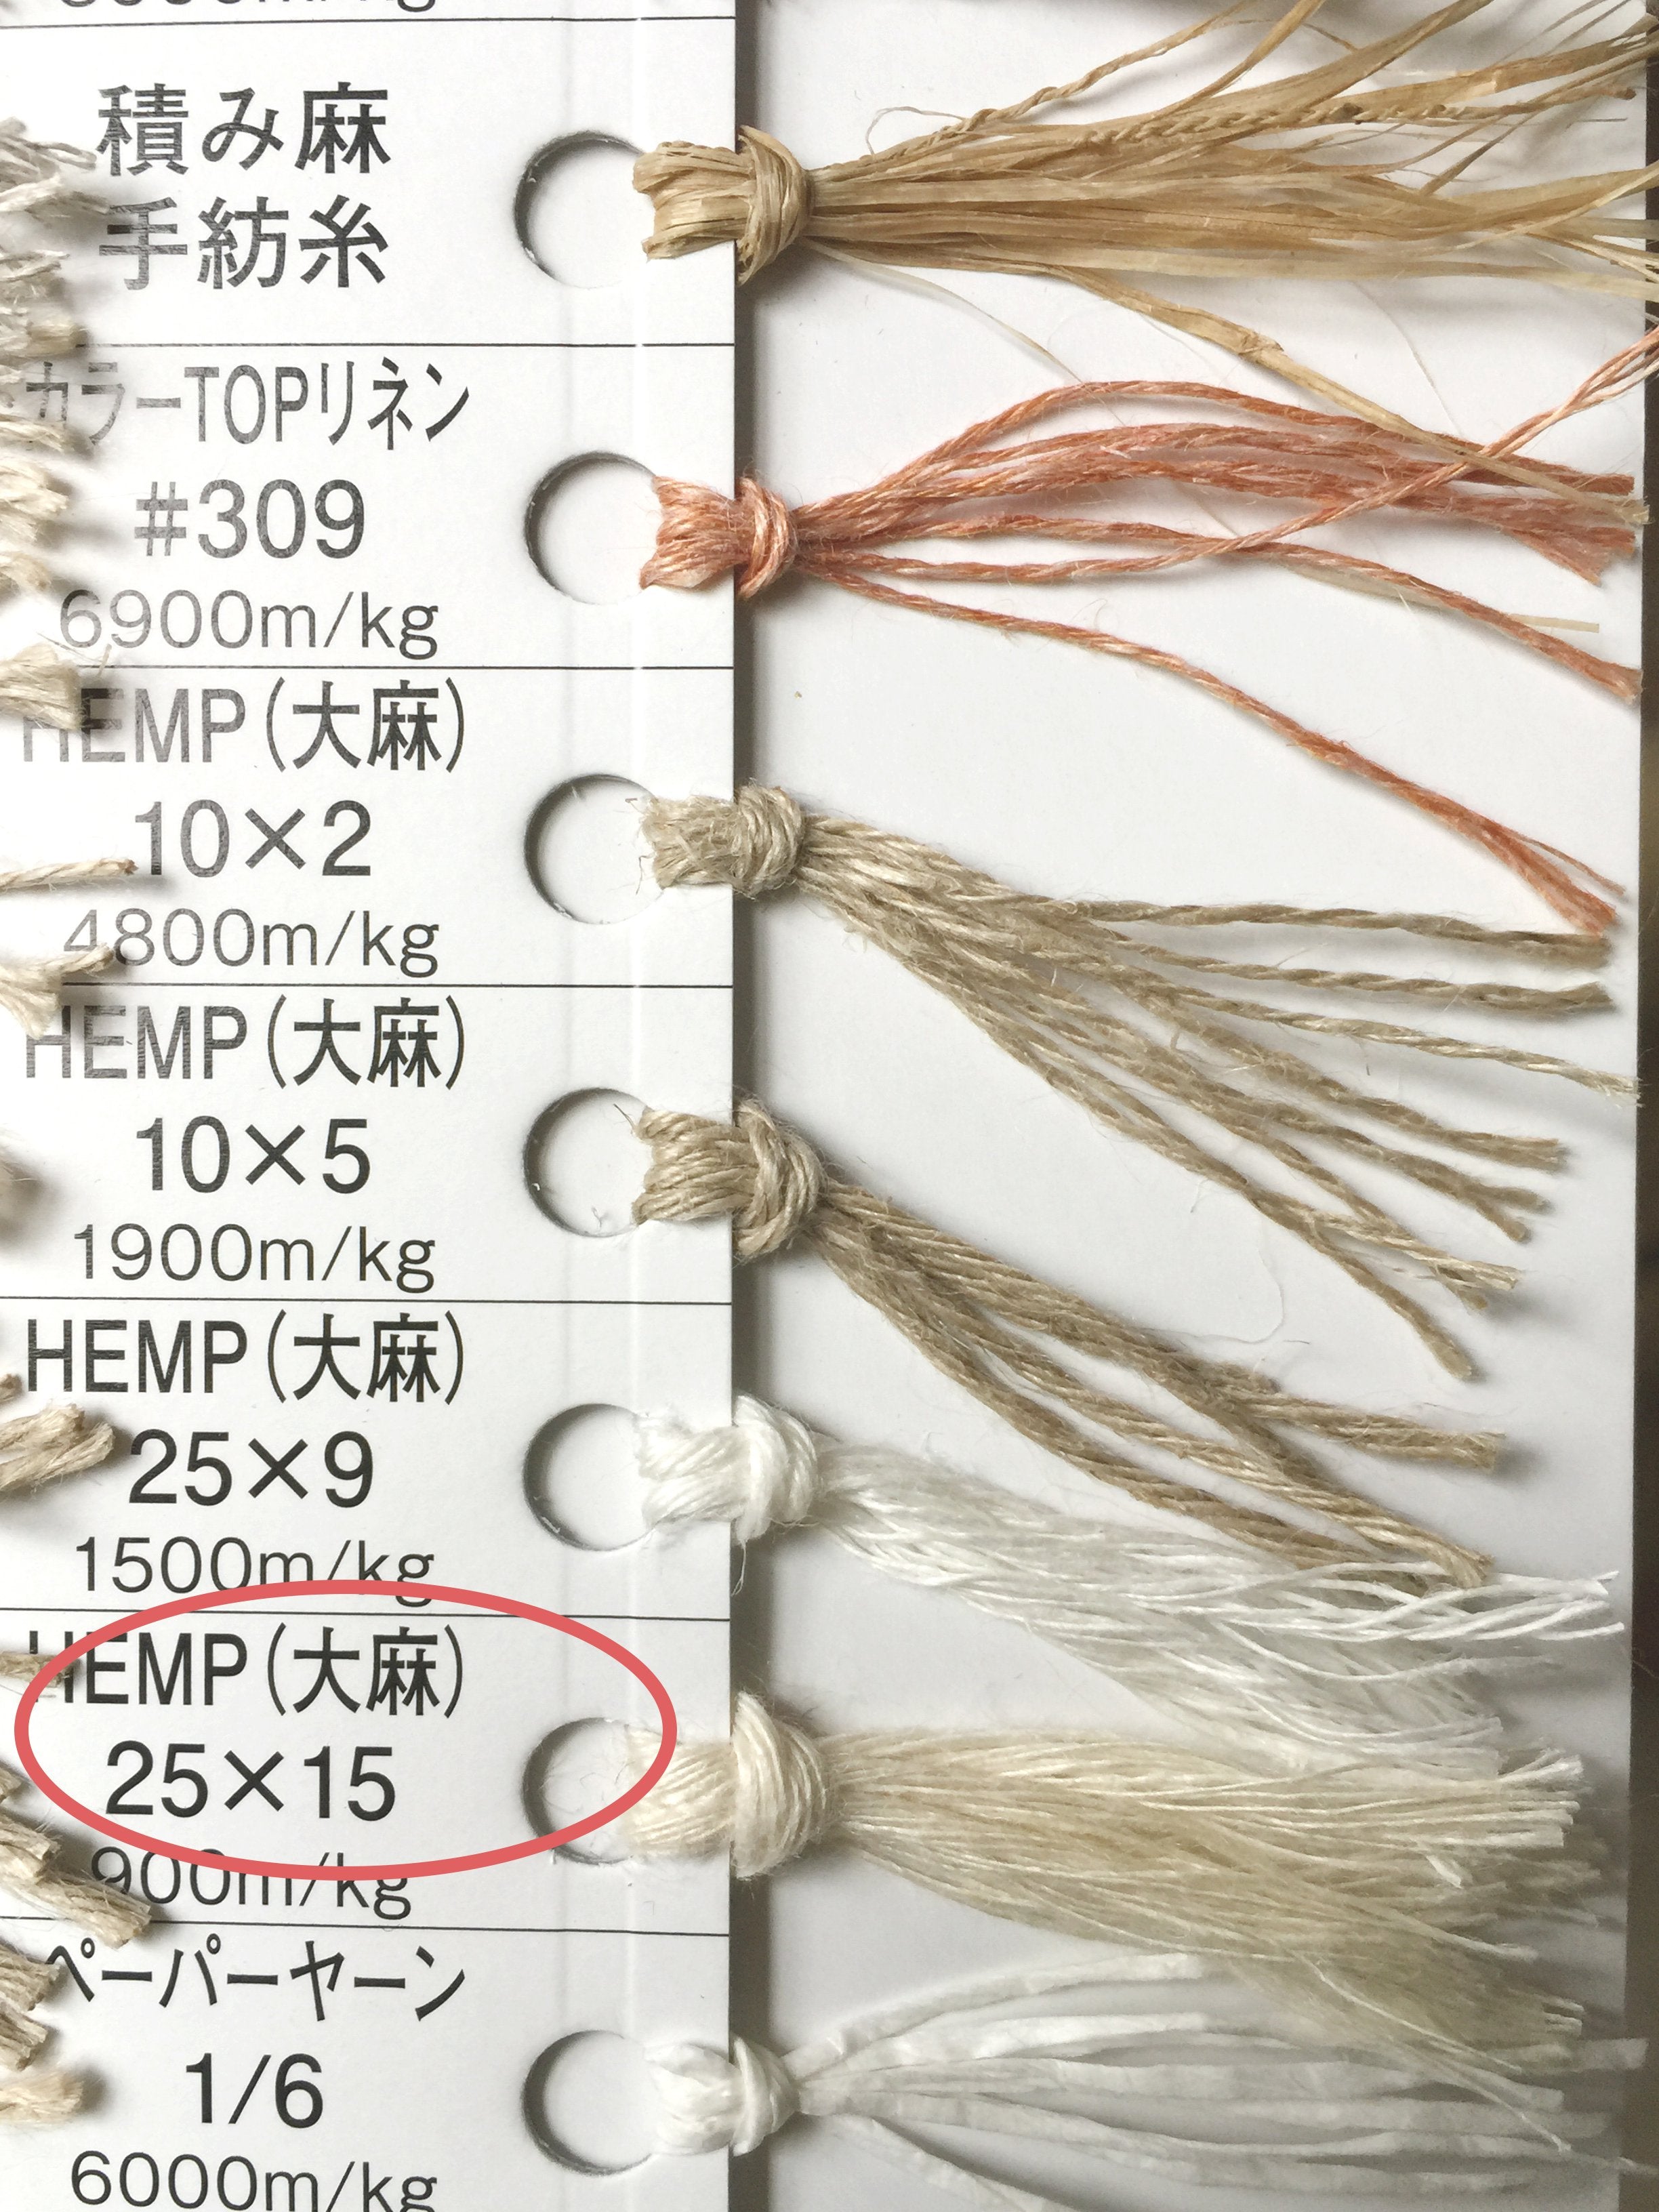 積み麻
手紡糸
カラーTOPリネン
#309
6900m/kg
HEMP(大麻)
10×2
4800m/kg
HEMP(大麻)
10×5
1900m/kg
HEMP(大麻)
25×9
1500m/kg
HEMP(大麻)
25×15
900m/kg
ペーパーヤーン
1/6
6000m/kg